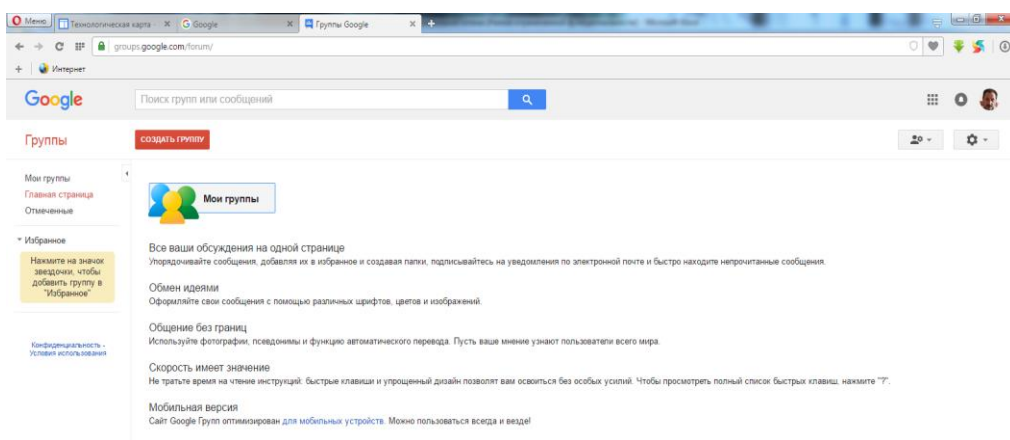 Меню
Технологическая карта
Google
Группы Google
groups.google.com/forum/
Интернет
Google
Поиск групп или сообщений
Группы
СОЗДАТЬ ГРУППУ
Мои группы
Главная страница
Отмеченные
Избранное
Нажмите на значок
звездочки, чтобы
добавить группу в
"Избранное"
Конфиденциальность -
Условия использования
Мои группы
Все ваши обсуждения на одной странице
Упорядочивайте сообщения, добавляя их в избранное и создавая папки, подписывайтесь на уведомления по электронной почте и быстро находите непрочитанные сообщения.
Обмен идеями
Оформляйте свои сообщения с помощью различных шрифтов, цветов и изображений.
Общение без границ
Используйте фотографии, псевдонимы и функцию автоматического перевода. Пусть ваше мнение узнают пользователи всего мира.
Скорость имеет значение
Не тратьте время на чтение инструкций: быстрые клавиши и упрощенный дизайн позволят вам освоиться без особых усилий. Чтобы просмотреть полный список быстрых клавиш, нажмите "?".
Мобильная версия
Сайт Google Групп оптимизирован для мобильных устройств. Можно пользоваться всегда и везде!